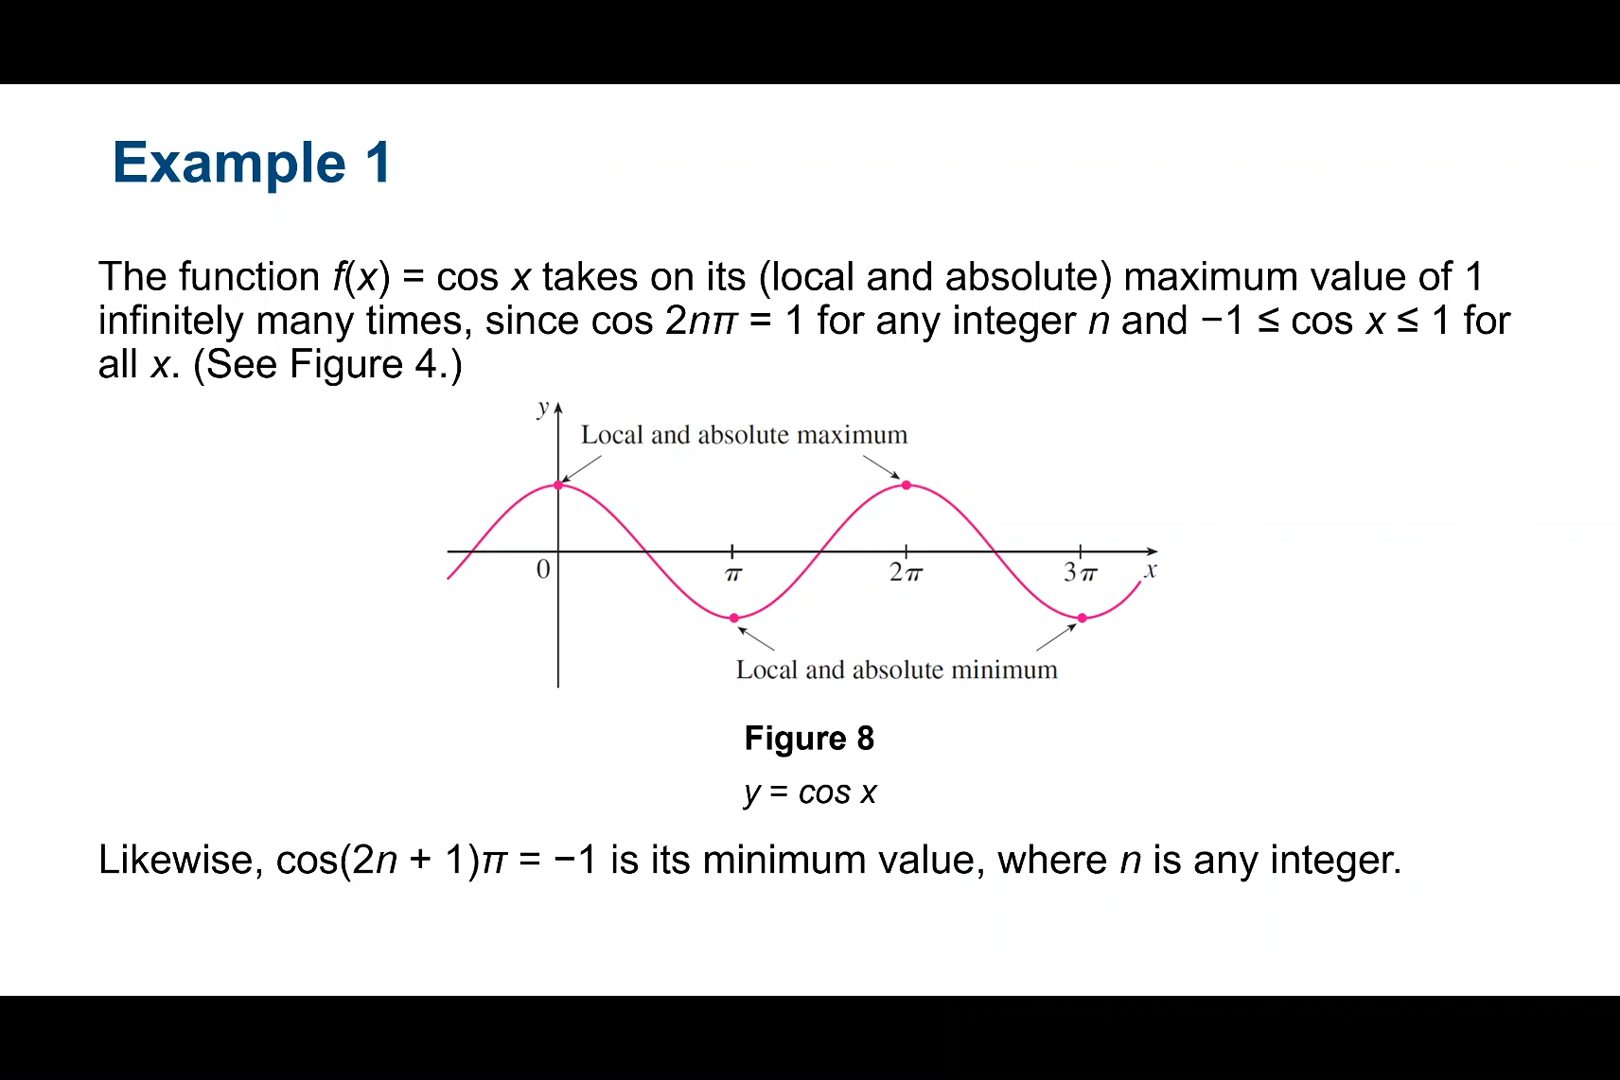 Example 1
The function f(x) = cos x takes on its (local and absolute) maximum value of 1
infinitely many times, since cos 2nπ = 1 for any integer n and −1 ≤ cos x ≤ 1 for
all x. (See Figure 4.)
y
Local and absolute maximum
0 π 2π 3π x
Local and absolute minimum
Figure 8
y = cos x
Likewise, cos(2n + 1)π = −1 is its minimum value, where n is any integer.